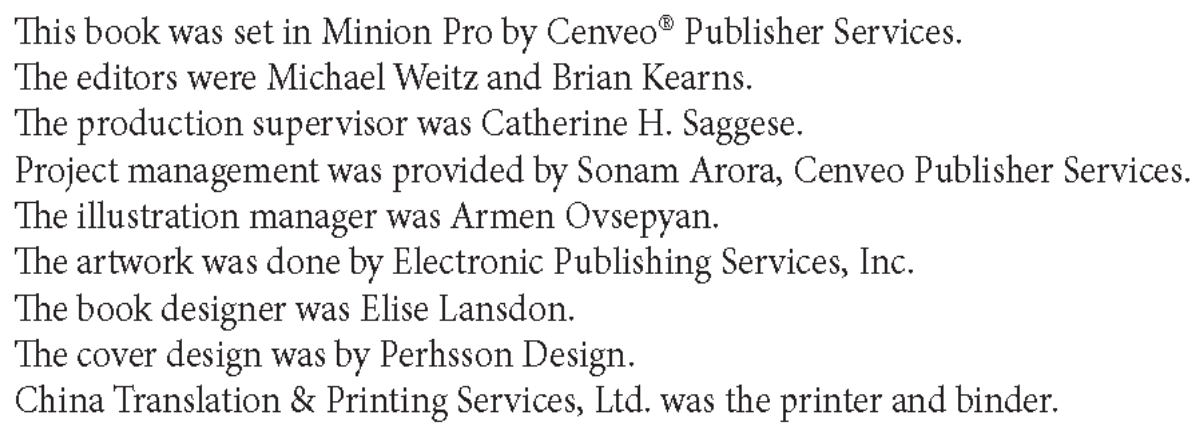 This book was set in Minion Pro by Cenveo® Publisher Services.
The editors were Michael Weitz and Brian Kearns.
The production supervisor was Catherine H. Saggese.
Project management was provided by Sonam Arora, Cenveo Publisher Services.
The illustration manager was Armen Ovsepyan.
The artwork was done by Electronic Publishing Services, Inc.
The book designer was Elise Lansdon.
The cover design was by Perhsson Design.
China Translation & Printing Services, Ltd. was the printer and binder.